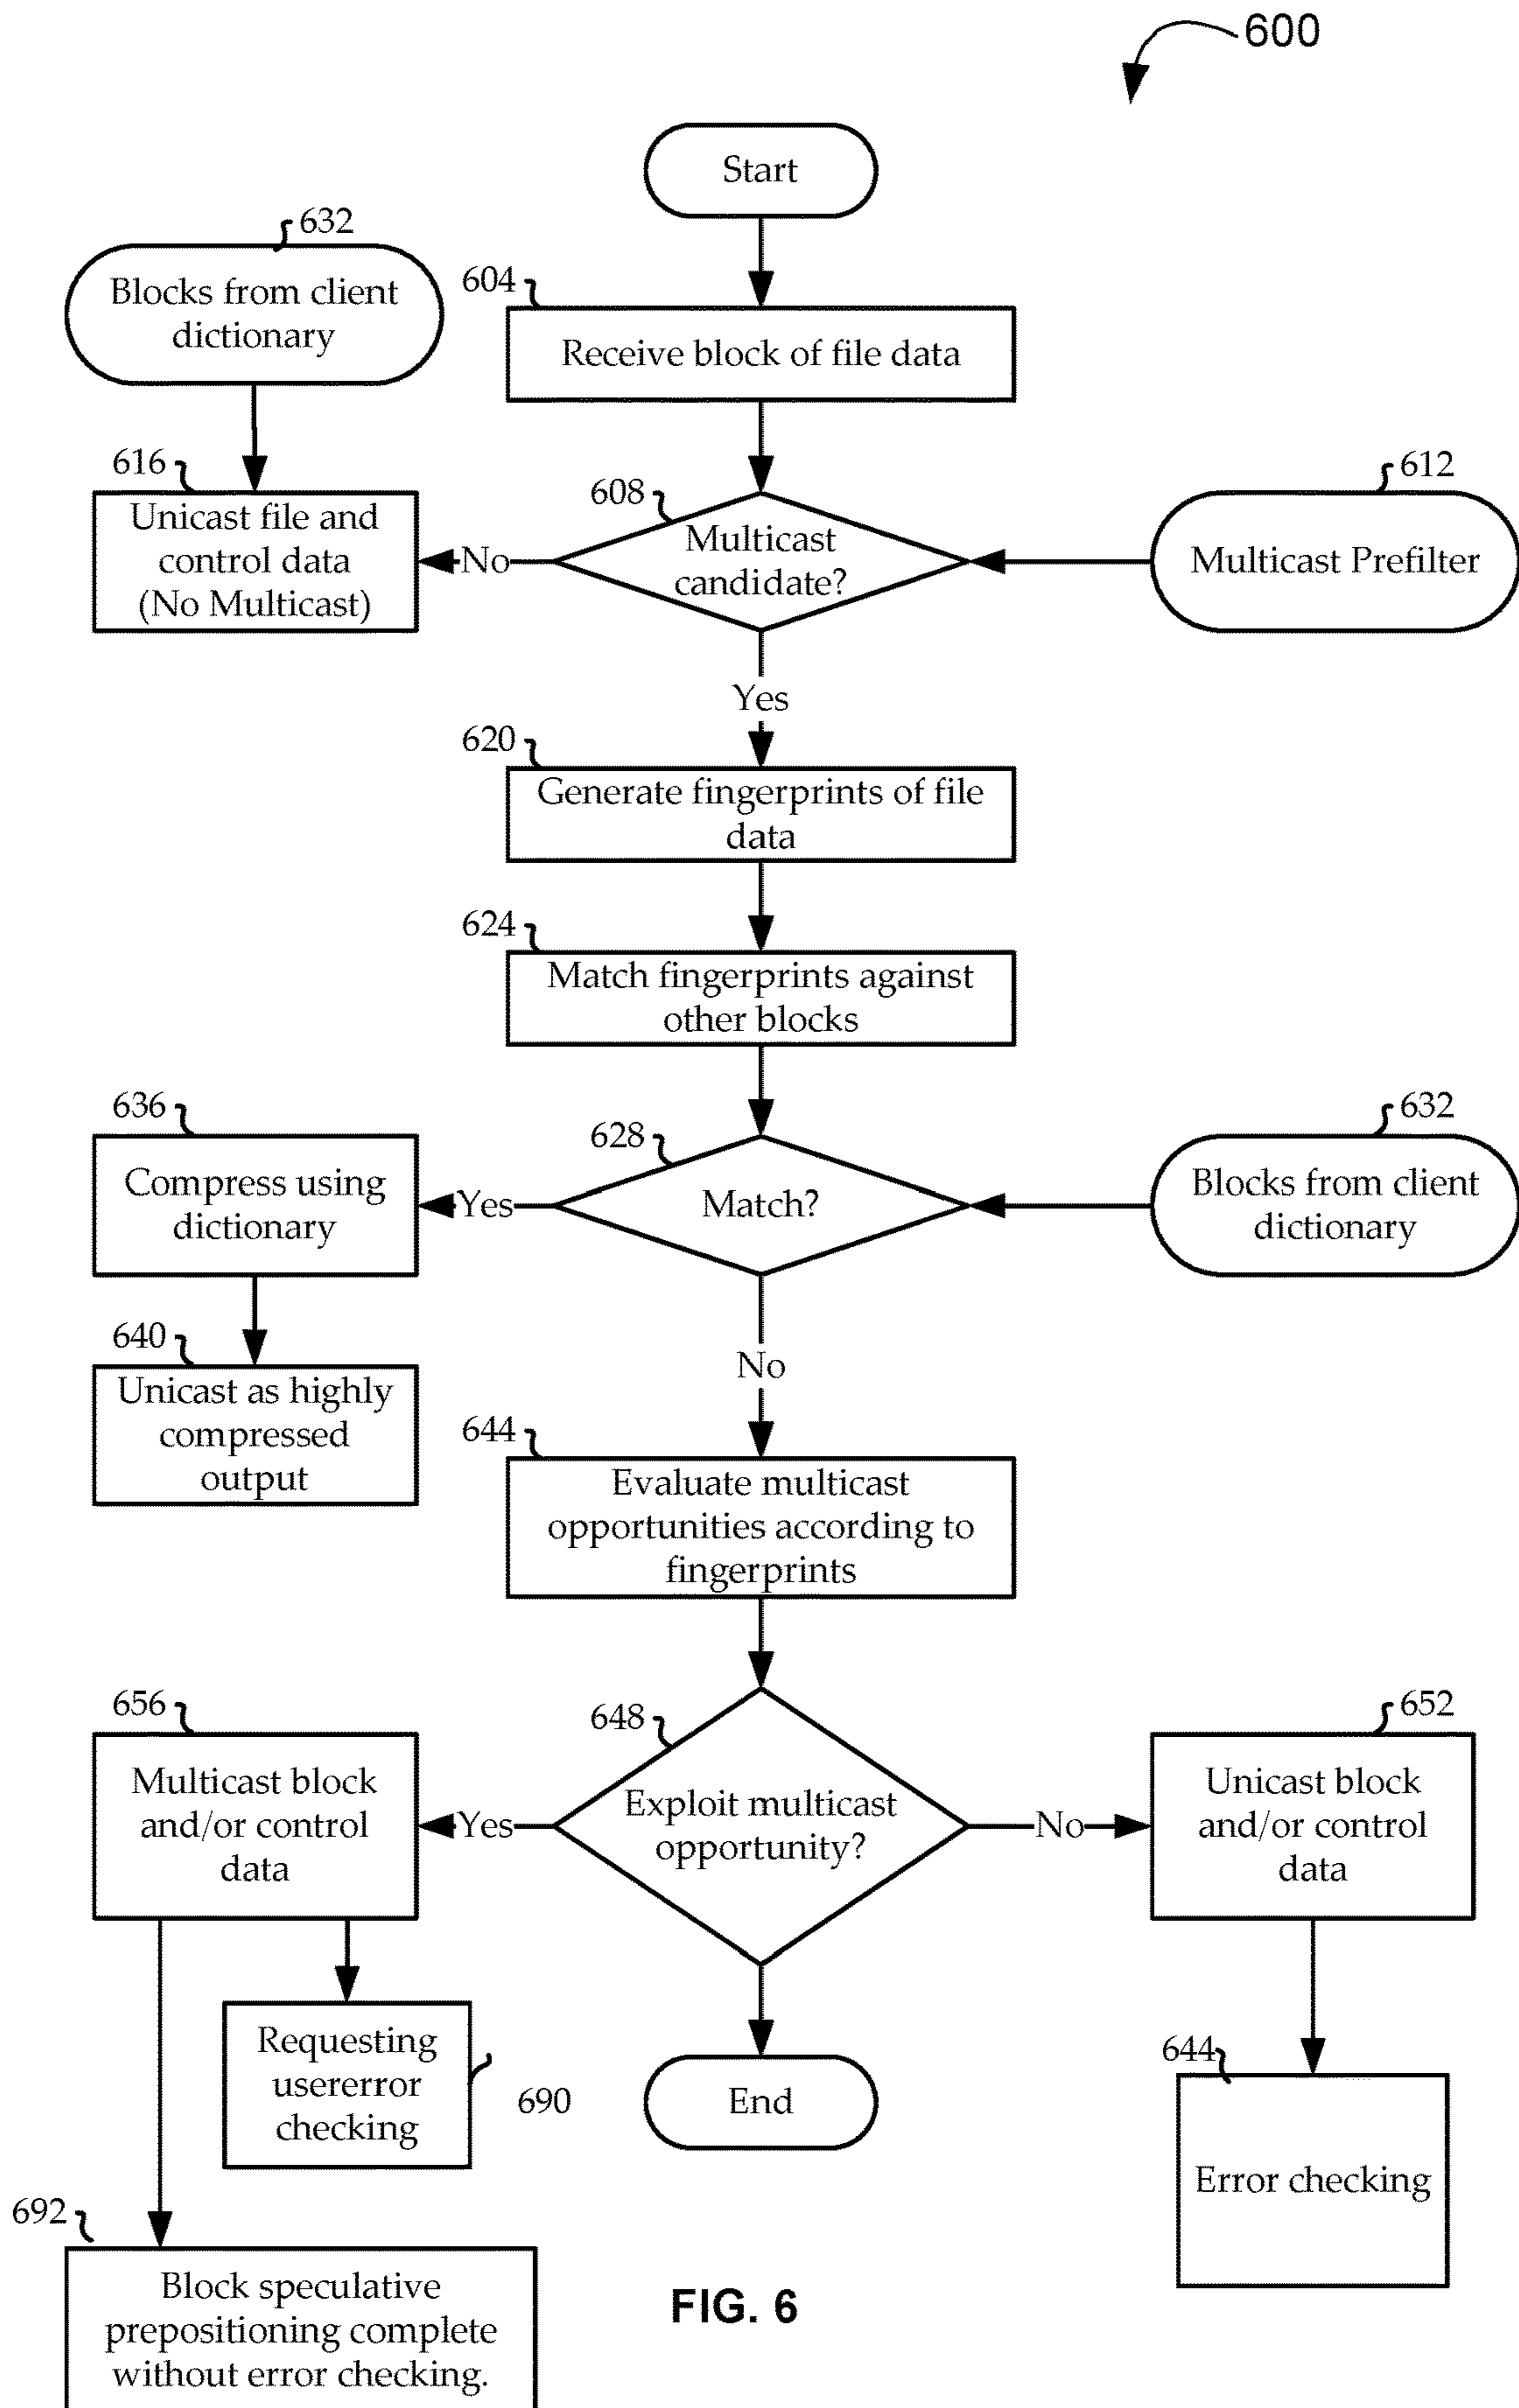 600
Start
632
Blocks from client
dictionary
604
Receive block of file data
616
Unicast file and
control data
(No Multicast)
No
608
Multicast
candidate?
612
Multicast Prefilter
Yes
620
Generate fingerprints of file
data
624
Match fingerprints against
other blocks
636
Compress using
dictionary
Yes
628
Match?
632
Blocks from client
dictionary
640
Unicast as highly
compressed
output
No
644
Evaluate multicast
opportunities according to
fingerprints
656
Multicast block
and/or control
data
Yes
648
Exploit multicast
opportunity?
No
652
Unicast block
and/or control
data
Requesting
usererror
checking
690
End
644
Error checking
692
Block speculative
prepositioning complete
without error checking.
FIG. 6